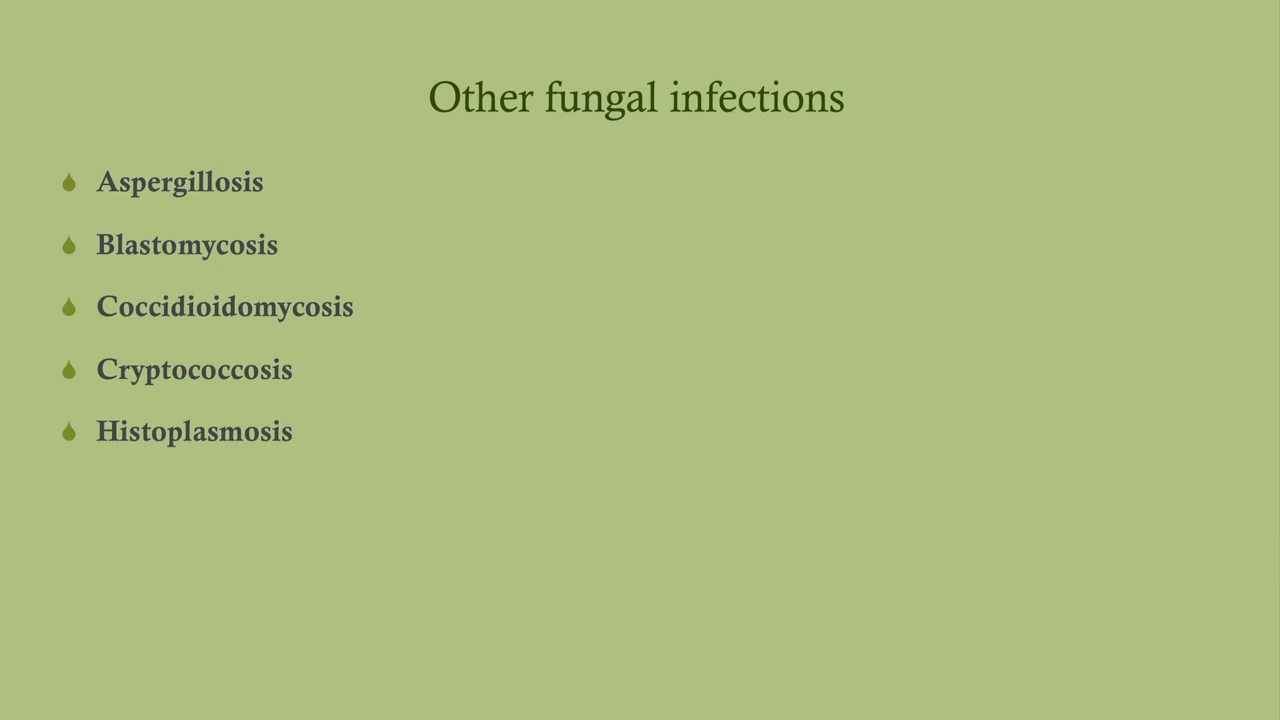 Other fungal infections
Aspergillosis
Blastomycosis
Coccidioidomycosis
Cryptococcosis
Histoplasmosis